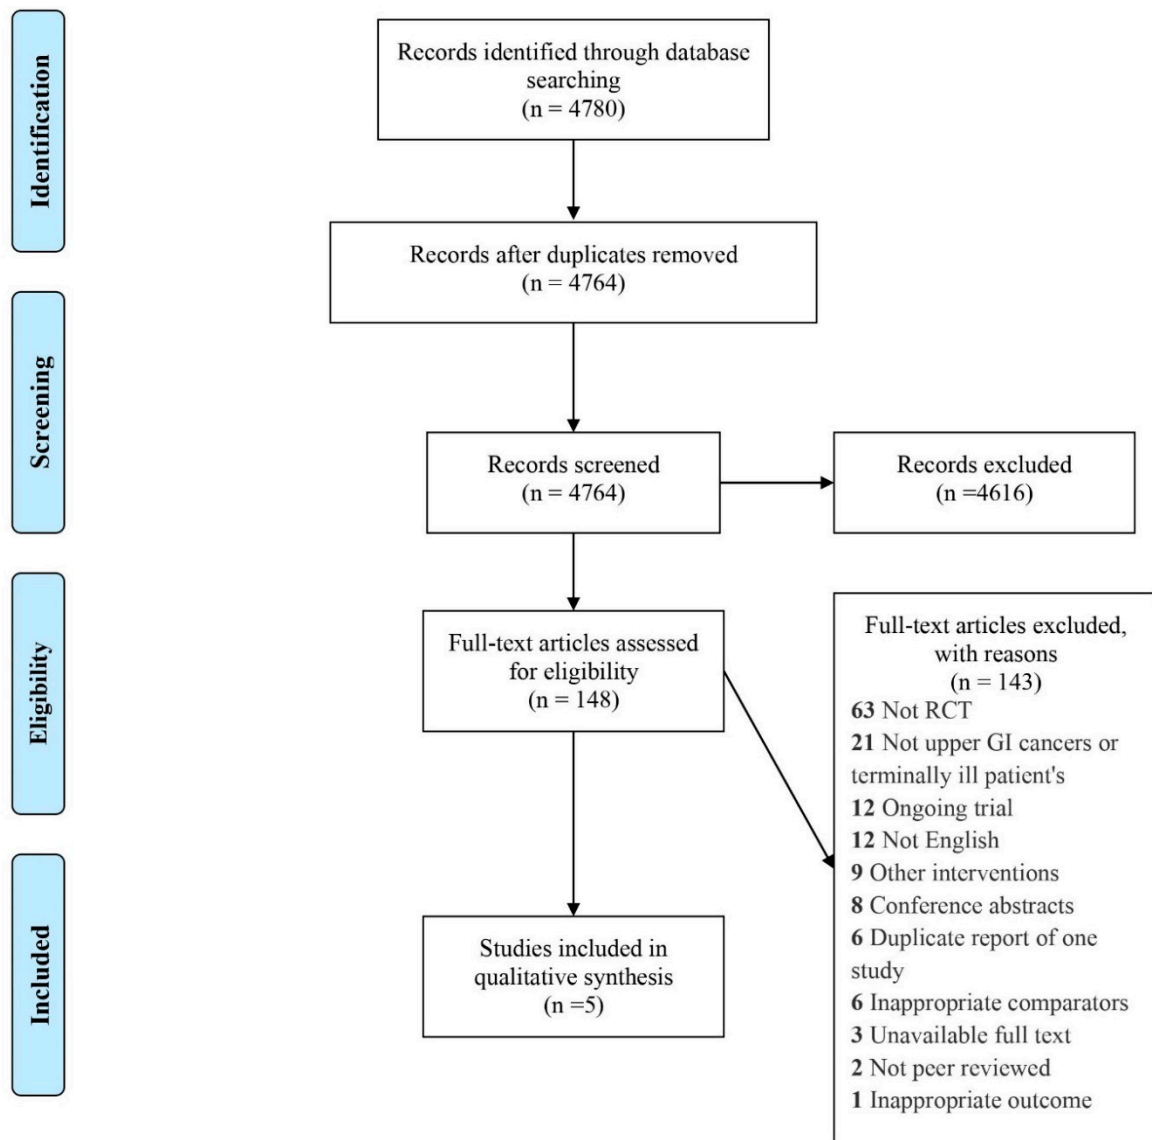 Identification
Records identified through database
searching
(n = 4780)
Records after duplicates removed
(n = 4764)
Screening
Records screened
(n = 4764)
Records excluded
(n =4616)
Eligibility
Full-text articles assessed
for eligibility
(n = 148)
Full-text articles excluded,
with reasons
(n = 143)
63 Not RCT
21 Not upper GI cancers or
terminally ill patient's
12 Ongoing trial
12 Not English
9 Other interventions
8 Conference abstracts
6 Duplicate report of one
study
6 Inappropriate comparators
3 Unavailable full text
2 Not peer reviewed
1 Inappropriate outcome
Included
Studies included in
qualitative synthesis
(n =5)